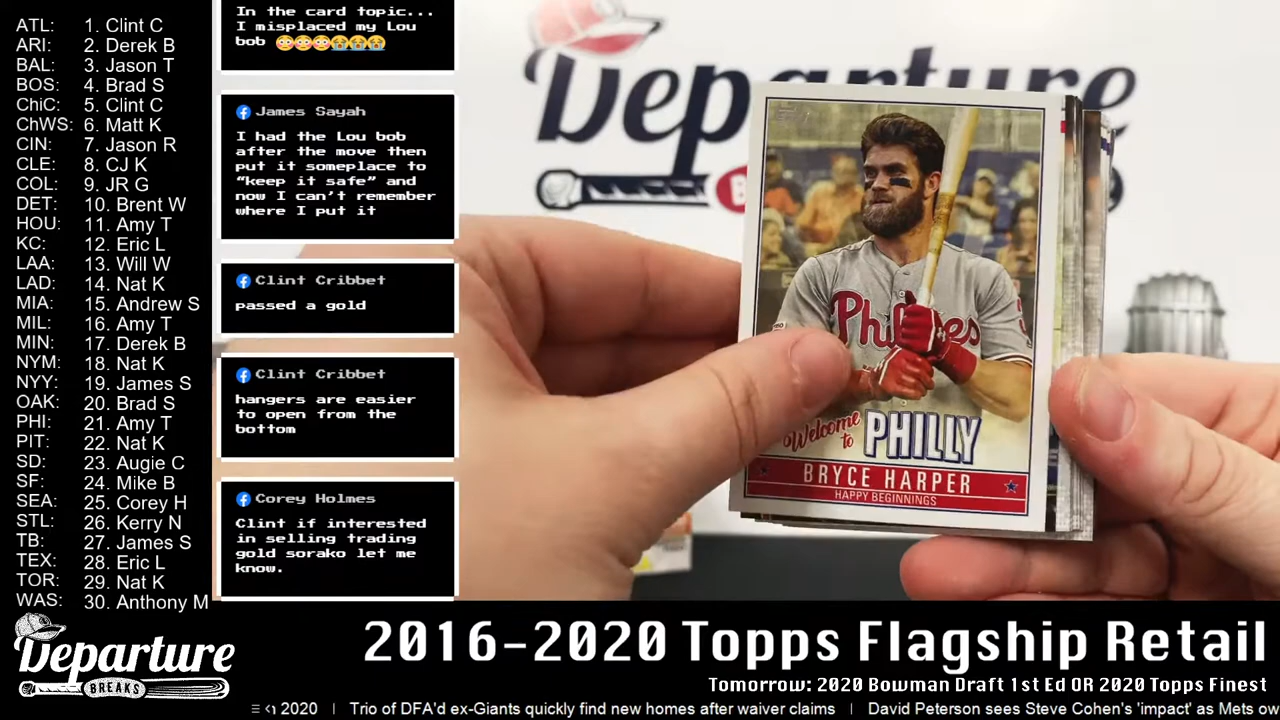 ATL: 1. Clint C
ARI: 2. Derek B
BAL: 3. Jason T
BOS: 4. Brad S
ChiC: 5. Clint C
ChWS: 6. Matt K
CIN: 7. Jason R
CLE: 8. CJ K
COL: 9. JR G
DET: 10. Brent W
HOU: 11. Amy T
KC: 12. Eric L
LAA: 13. Will W
LAD: 14. Nat K
MIA: 15. Andrew S
MIL: 16. Amy T
MIN: 17. Derek B
NYM: 18. Nat K
NYY: 19. James S
OAK: 20. Brad S
PHI: 21. Amy T
PIT: 22. Nat K
SD: 23. Augie C
SF: 24. Mike B
SEA: 25. Corey H
STL: 26. Kerry N
TB: 27. James S
TEX: 28. Eric L
TOR: 29. Nat K
WAS: 30. Anthony M
In the card topic...
I misplaced my Lou
bob 😳😳😳😭😭😭
James Sayah
I had the Lou bob
after the move then
put it someplace to
“keep it safe” and
now I can’t remember
where I put it
Clint Cribbet
passed a gold
Clint Cribbet
hangers are easier
to open from the
bottom
Corey Holmes
Clint if interested
in selling trading
gold sorako let me
know.
Departure
Phillies
Welcome
to PHILLY
BRYCE HARPER
HAPPY BEGINNINGS
Departure
BREAKS
2016-2020 Topps Flagship Retail
Tomorrow: 2020 Bowman Draft 1st Ed OR 2020 Topps Finest
2020 | Trio of DFA'd ex-Giants quickly find new homes after waiver claims | David Peterson sees Steve Cohen's 'impact' as Mets ow